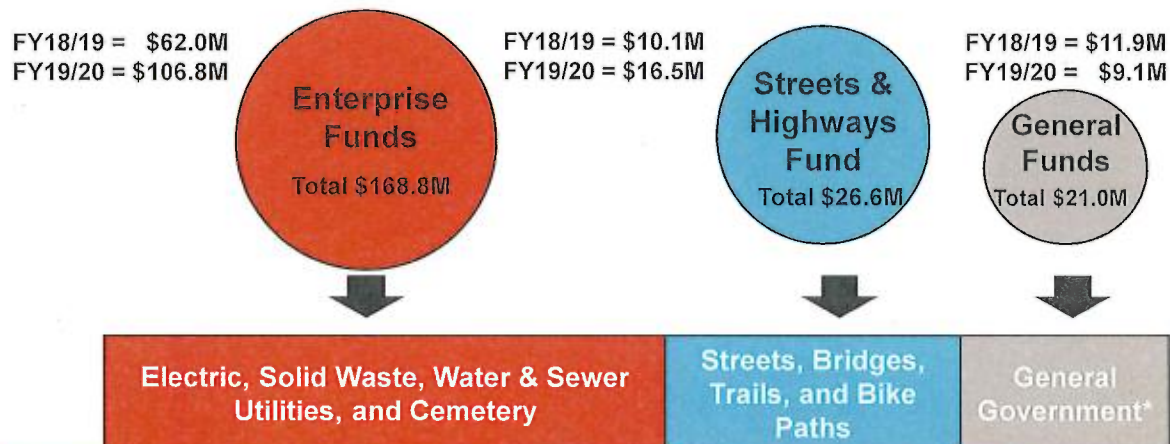 FY18/19 = $62.0M
FY19/20 = $106.8M
Enterprise
Funds
Total $168.8M
FY18/19 = $10.1M
FY19/20 = $16.5M
Streets &
Highways
Fund
Total $26.6M
FY18/19 = $11.9M
FY19/20 = $9.1M
General
Funds
Total $21.0M
Electric, Solid Waste, Water & Sewer
Utilities, and Cemetery
Streets, Bridges,
Trails, and Bike
Paths
General
Government*